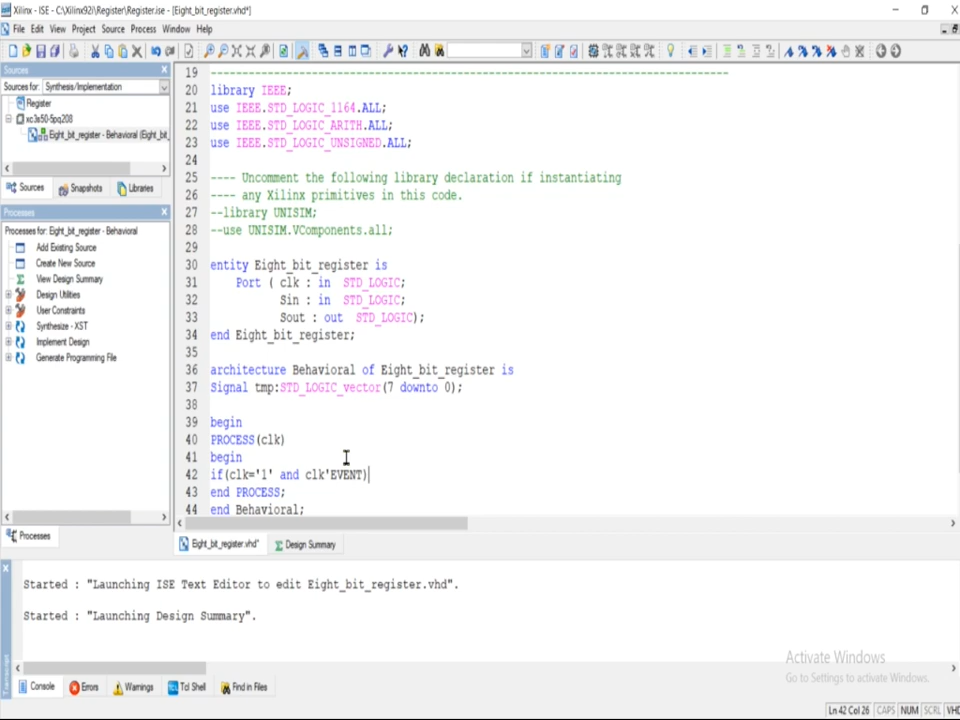 Xilinx - ISE - C:\Xilinx92i\Register\Register.ise - [Eight_bit_register.vhd*]
File Edit View Project Source Process Window Help
Sources
Sources for: Synthesis/Implementation
Register
xc3s50-5pq208
Eight_bit_register - Behavioral (Eight_bit_
Sources Snapshots Libraries
Processes
Processes for: Eight_bit_register - Behavioral
Add Existing Source
Create New Source
View Design Summary
Design Utilities
User Constraints
Synthesize - XST
Implement Design
Generate Programming File
Processes
19 ----------------------------------------------------------------------------------
20 library IEEE;
21 use IEEE.STD_LOGIC_1164.ALL;
22 use IEEE.STD_LOGIC_ARITH.ALL;
23 use IEEE.STD_LOGIC_UNSIGNED.ALL;
24
25 ---- Uncomment the following library declaration if instantiating
26 ---- any Xilinx primitives in this code.
27 --library UNISIM;
28 --use UNISIM.VComponents.all;
29
30 entity Eight_bit_register is
31 Port ( clk : in STD_LOGIC;
32 Sin : in STD_LOGIC;
33 Sout : out STD_LOGIC);
34 end Eight_bit_register;
35
36 architecture Behavioral of Eight_bit_register is
37 Signal tmp:STD_LOGIC_vector(7 downto 0);
38
39 begin
40 PROCESS(clk)
41 begin
42 if(clk='1' and clk'EVENT)
43 end PROCESS;
44 end Behavioral;
Eight_bit_register.vhd* Design Summary
Started : "Launching ISE Text Editor to edit Eight_bit_register.vhd".
Started : "Launching Design Summary".
Transcript
Console Errors Warnings Tcl Shell Find in Files
Activate Windows
Go to Settings to activate Windows.
Ln 42 Col 26 CAPS NUM SCRL VHD